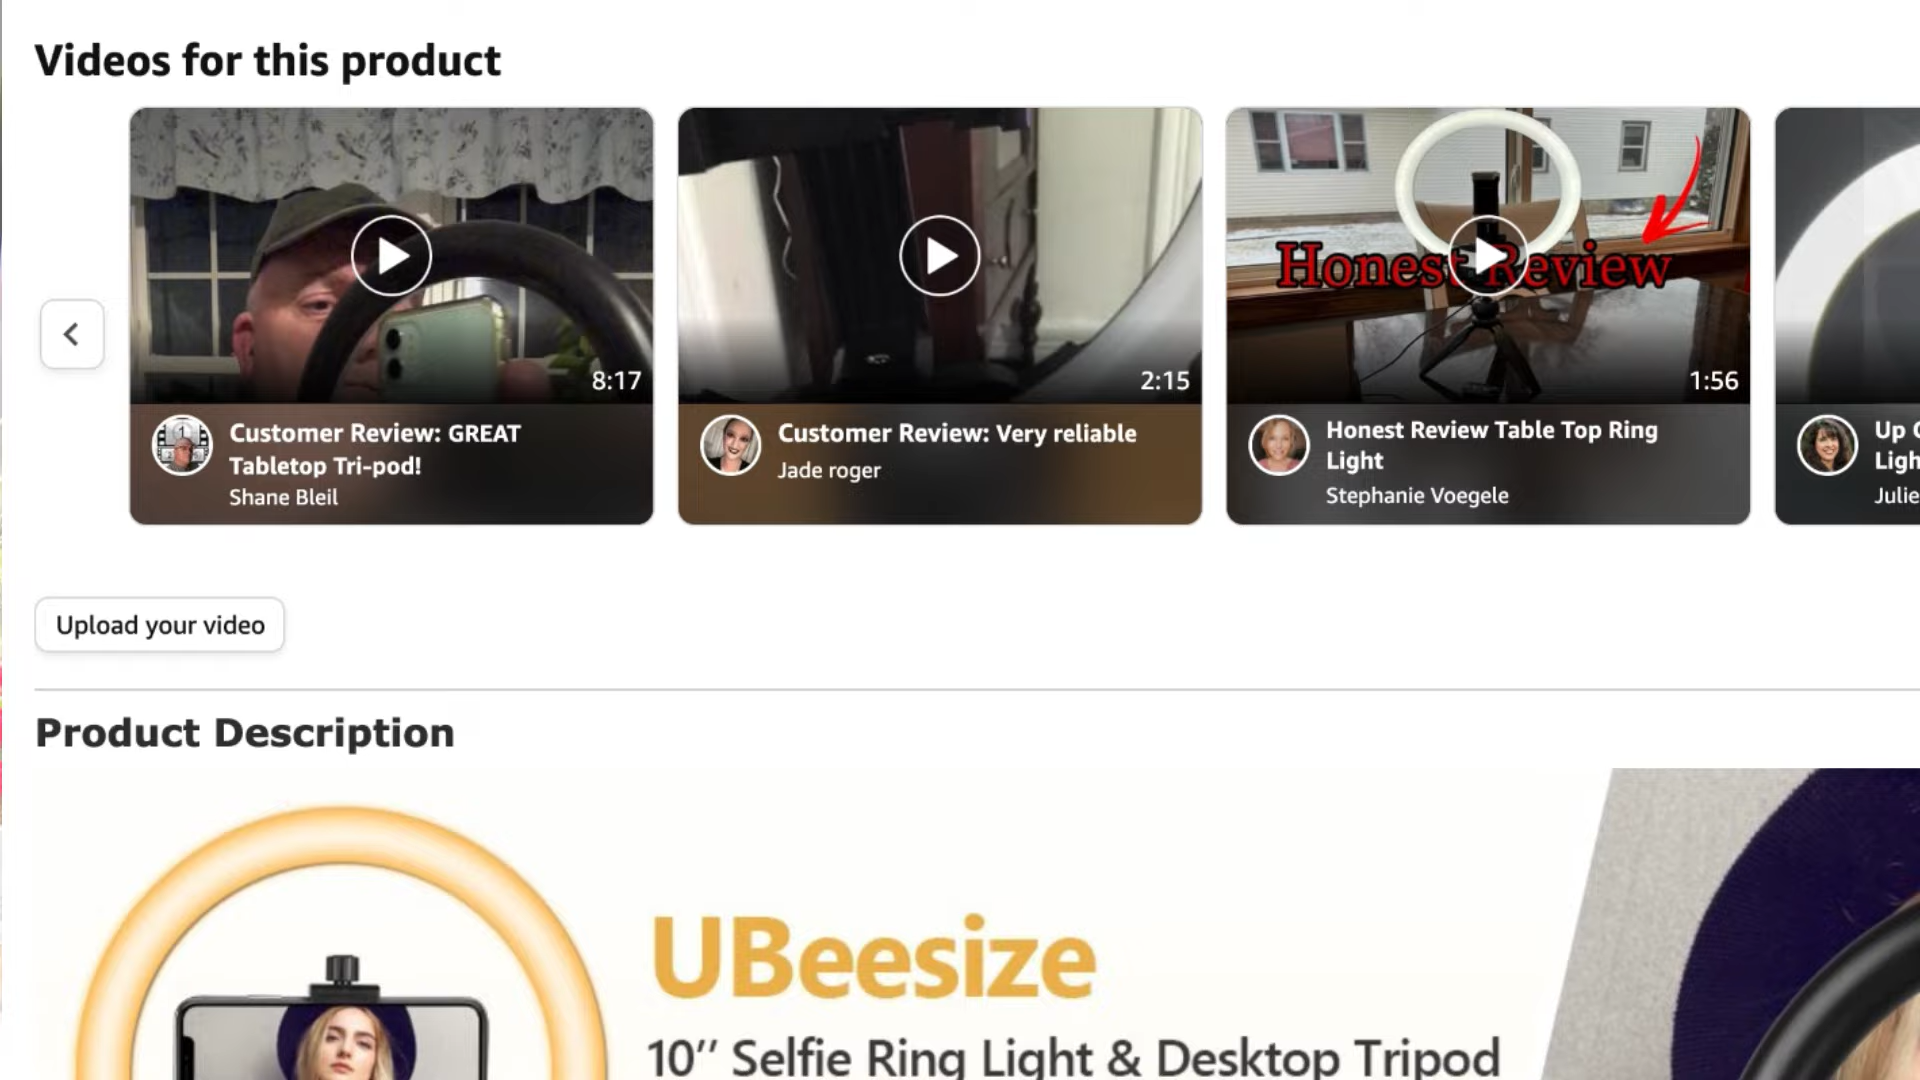 Videos for this product
Honest Review
8:17
2:15
1:56
Customer Review: GREAT
Tabletop Tri-pod!
Shane Bleil
Customer Review: Very reliable
Jade roger
Honest Review Table Top Ring
Light
Stephanie Voegele
Up
Julie
Upload your video
Product Description
UBeesize
10’’ Selfie Ring Light & Desktop Tripod